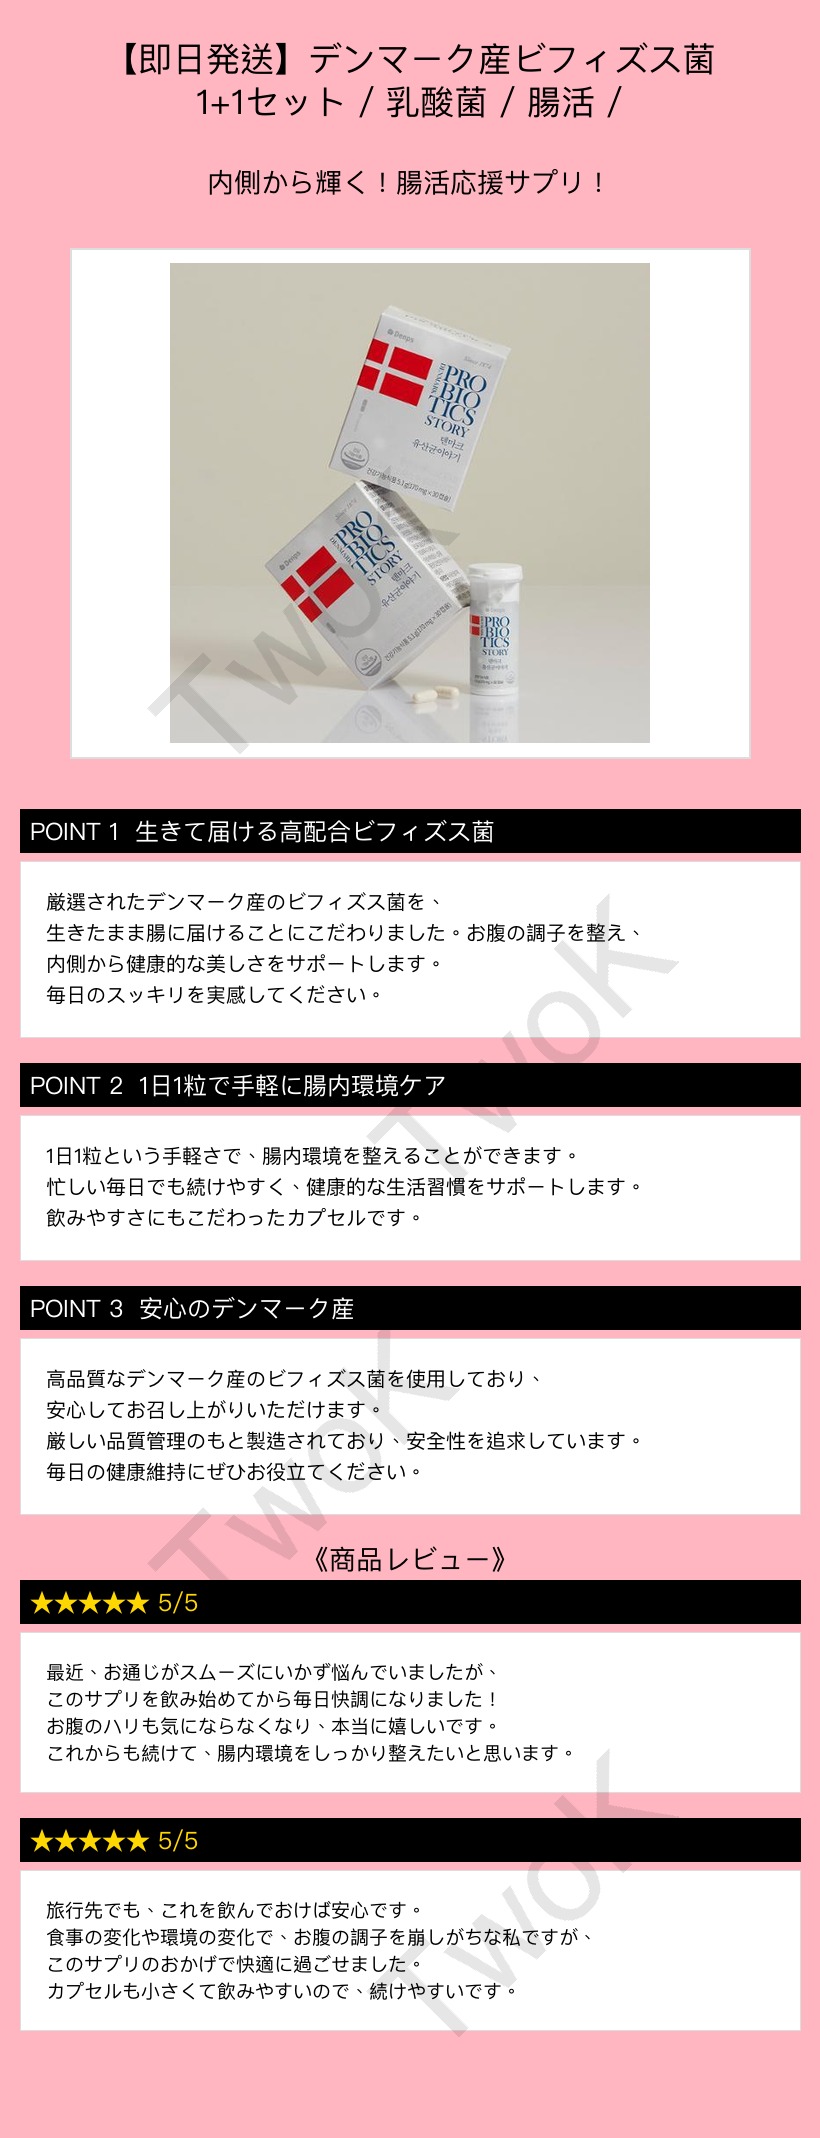 【即日発送】デンマーク産ビフィズス菌
1+1セット / 乳酸菌 / 腸活 /
内側から輝く！腸活応援サプリ！
Deeps
Since 1974
PRO
BIO
TICS
STORY
DENMARK
덴마크
유산균이야기
건강기능식품 5.1g(170mg×30캡슐)
Deeps
Since 1974
PRO
BIO
TICS
STORY
DENMARK
덴마크
유산균이야기
건강기능식품 5.1g(170mg×30캡슐)
Deeps
PRO
BIO
TICS
STORY
덴마크
유산균이야기
TwoK
POINT 1 生きて届ける高配合ビフィズス菌
厳選されたデンマーク産のビフィズス菌を、
生きたまま腸に届けることにこだわりました。お腹の調子を整え、
内側から健康的な美しさをサポートします。
毎日のスッキリを実感してください。
TwoK
POINT 2 1日1粒で手軽に腸内環境ケア
1日1粒という手軽さで、腸内環境を整えることができます。
忙しい毎日でも続けやすく、健康的な生活習慣をサポートします。
飲みやすさにもこだわったカプセルです。
POINT 3 安心のデンマーク産
高品質なデンマーク産のビフィズス菌を使用しており、
安心してお召し上がりいただけます。
厳しい品質管理のもと製造されており、安全性を追求しています。
毎日の健康維持にぜひお役立てください。
TwoK
《商品レビュー》
★★★★★ 5/5
最近、お通じがスムーズにいかず悩んでいましたが、
このサプリを飲み始めてから毎日快調になりました！
お腹のハリも気にならなくなり、本当に嬉しいです。
これからも続けて、腸内環境をしっかり整えたいと思います。
TwoK
★★★★★ 5/5
旅行先でも、これを飲んでおけば安心です。
食事の変化や環境の変化で、お腹の調子を崩しがちな私ですが、
このサプリのおかげで快適に過ごせました。
カプセルも小さくて飲みやすいので、続けやすいです。